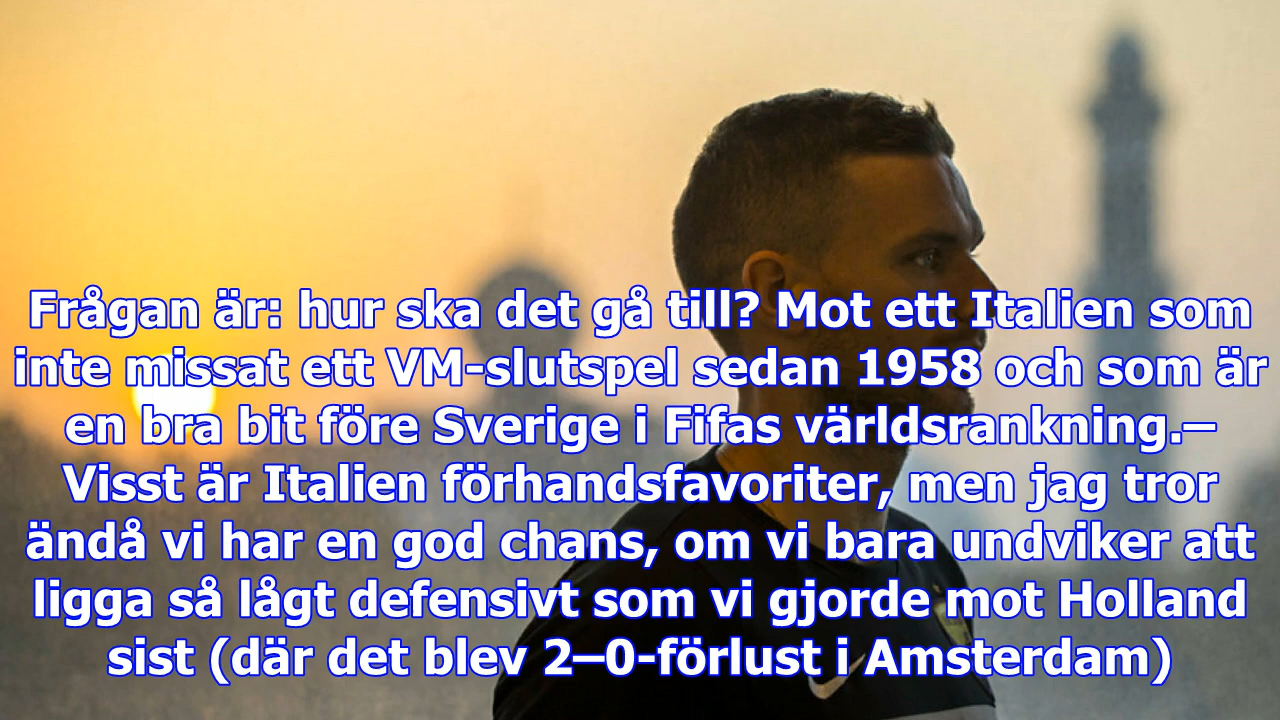 Frågan är: hur ska det gå till? Mot ett Italien som
inte missat ett VM-slutspel sedan 1958 och som är
en bra bit före Sverige i Fifas världsrankning.–
Visst är Italien förhandsfavoriter, men jag tror
ändå vi har en god chans, om vi bara undviker att
ligga så lågt defensivt som vi gjorde mot Holland
sist (där det blev 2–0-förlust i Amsterdam)